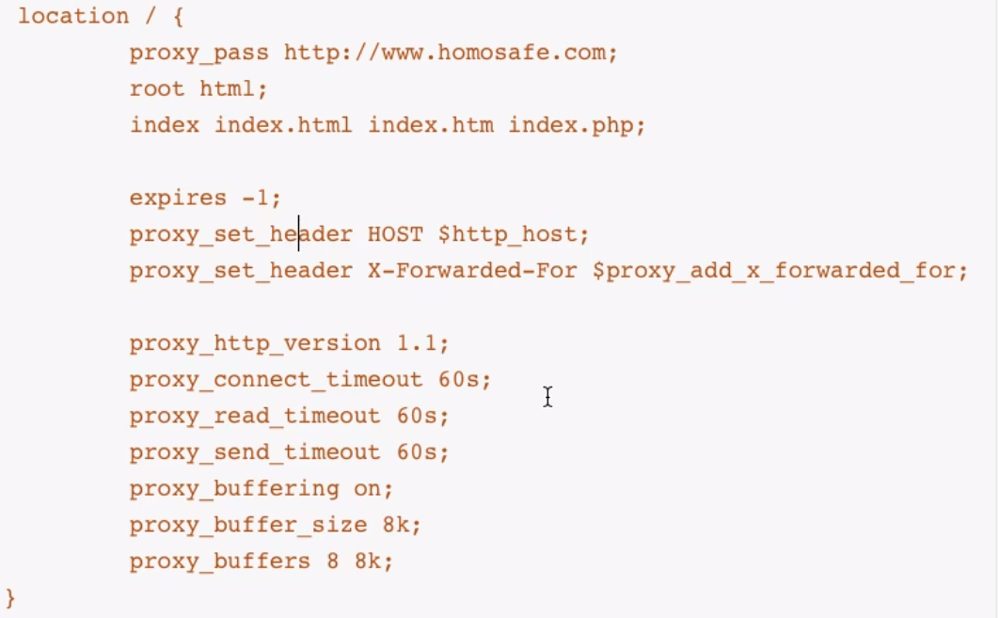 location / {
proxy_pass http://www.homosafe.com;
root html;
index index.html index.htm index.php;
expires -1;
proxy_set_header HOST $http_host;
proxy_set_header X-Forwarded-For $proxy_add_x_forwarded_for;
proxy_http_version 1.1;
proxy_connect_timeout 60s;
proxy_read_timeout 60s;
proxy_send_timeout 60s;
proxy_buffering on;
proxy_buffer_size 8k;
proxy_buffers 8 8k;
}